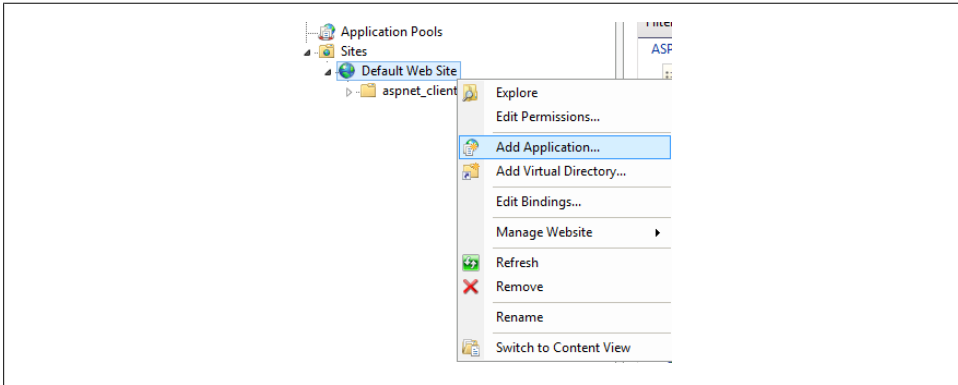 Application Pools
Sites
Default Web Site
aspnet_client
Explore
Edit Permissions...
Add Application...
Add Virtual Directory...
Edit Bindings...
Manage Website
Refresh
Remove
Rename
Switch to Content View